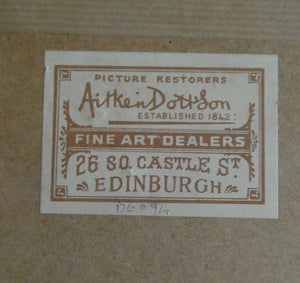 PICTURE RESTORERS
Aitken Dott & Son
ESTABLISHED 1842
FINE ART DEALERS
26 SO. CASTLE ST.
EDINBURGH